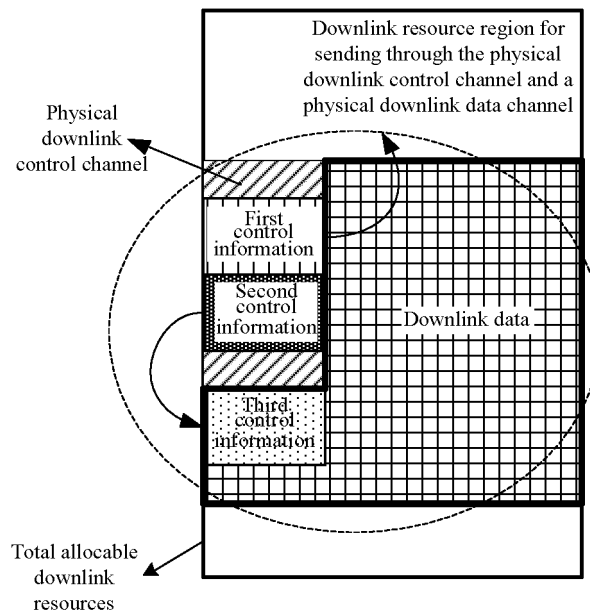 Downlink resource region for
sending through the physical
downlink control channel and a
physical downlink data channel
Physical
downlink
control channel
First
control
information
Second
control
information
Downlink data
Third
control
information
Total allocable
downlink
resources